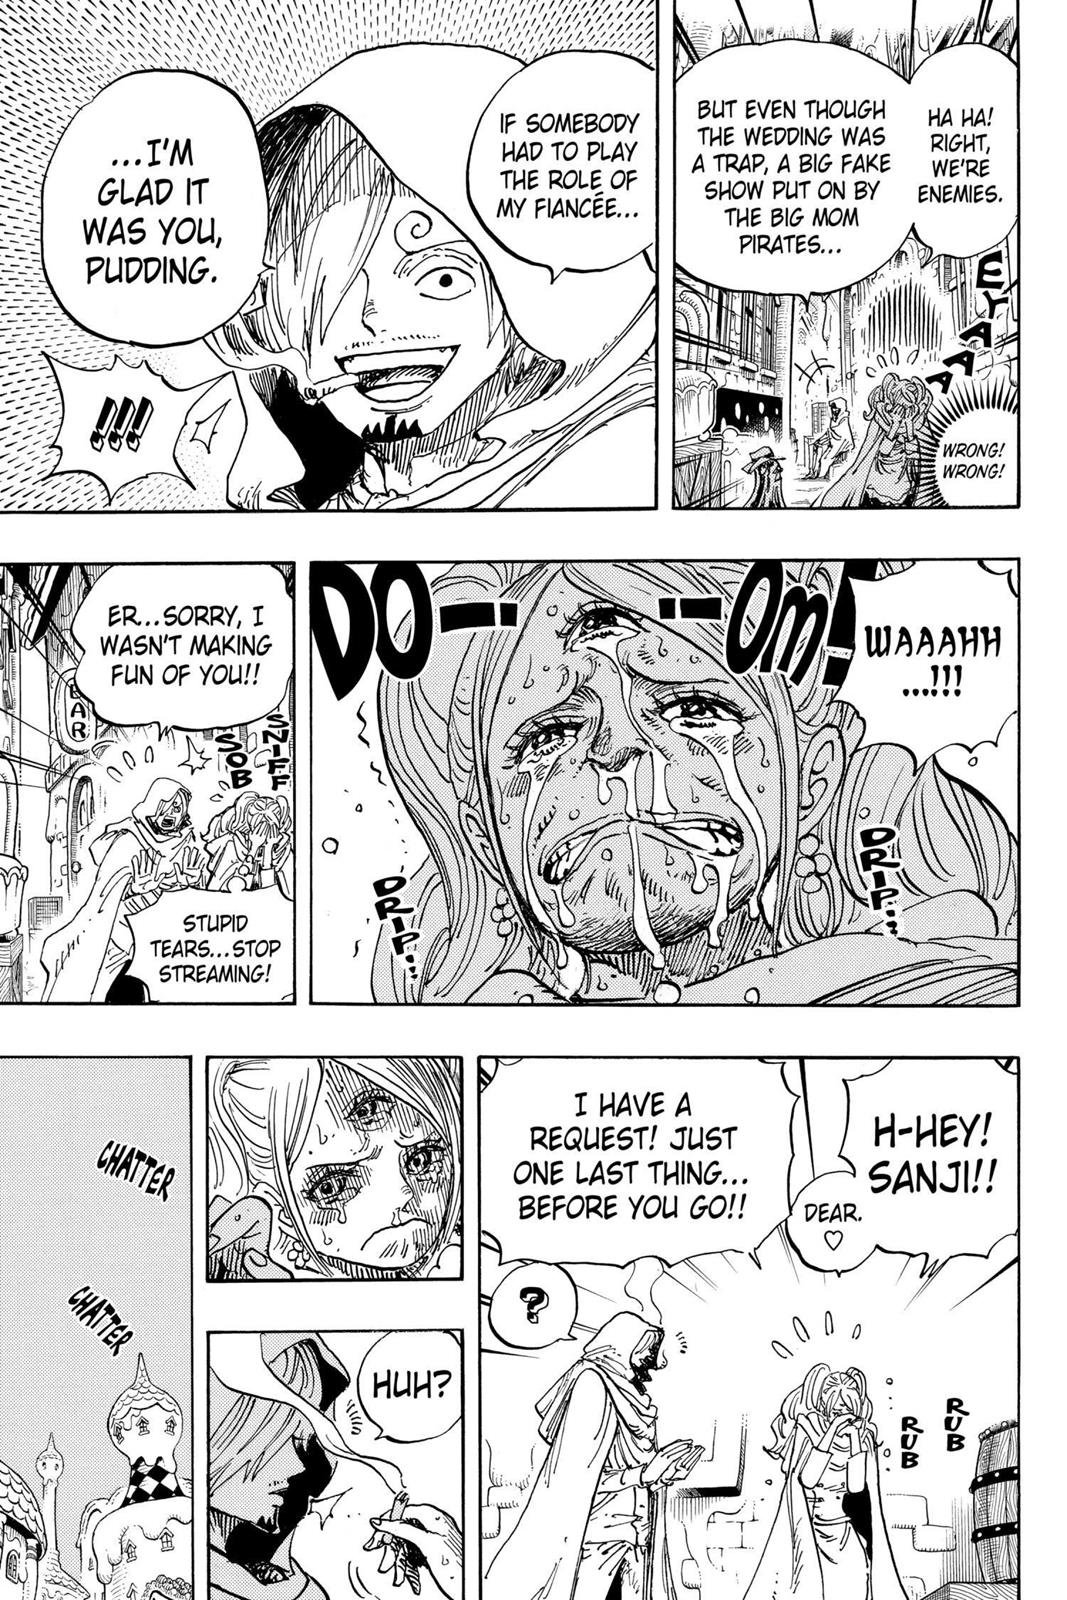 HA HA!
RIGHT,
WE'RE
ENEMIES.
BUT EVEN THOUGH
THE WEDDING WAS
A TRAP, A BIG FAKE
SHOW PUT ON BY
THE BIG MOM
PIRATES...
EYAAAA
WRONG!
WRONG!
IF SOMEBODY
HAD TO PLAY
THE ROLE OF
MY FIANCÉE...
...I'M
GLAD IT
WAS YOU,
PUDDING.
!!!!
WAAAHH
...!!!
DO--
--OM!
DRIP...
DRIP...
ER...SORRY, I
WASN'T MAKING
FUN OF YOU!!
BAR
SNIFF
SOB
STUPID
TEARS...STOP
STREAMING!
H-HEY!
SANJI!!
DEAR.
♡
I HAVE A
REQUEST! JUST
ONE LAST THING...
BEFORE YOU GO!!
?
RUB
RUB
HUH?
CHATTER
CHATTER